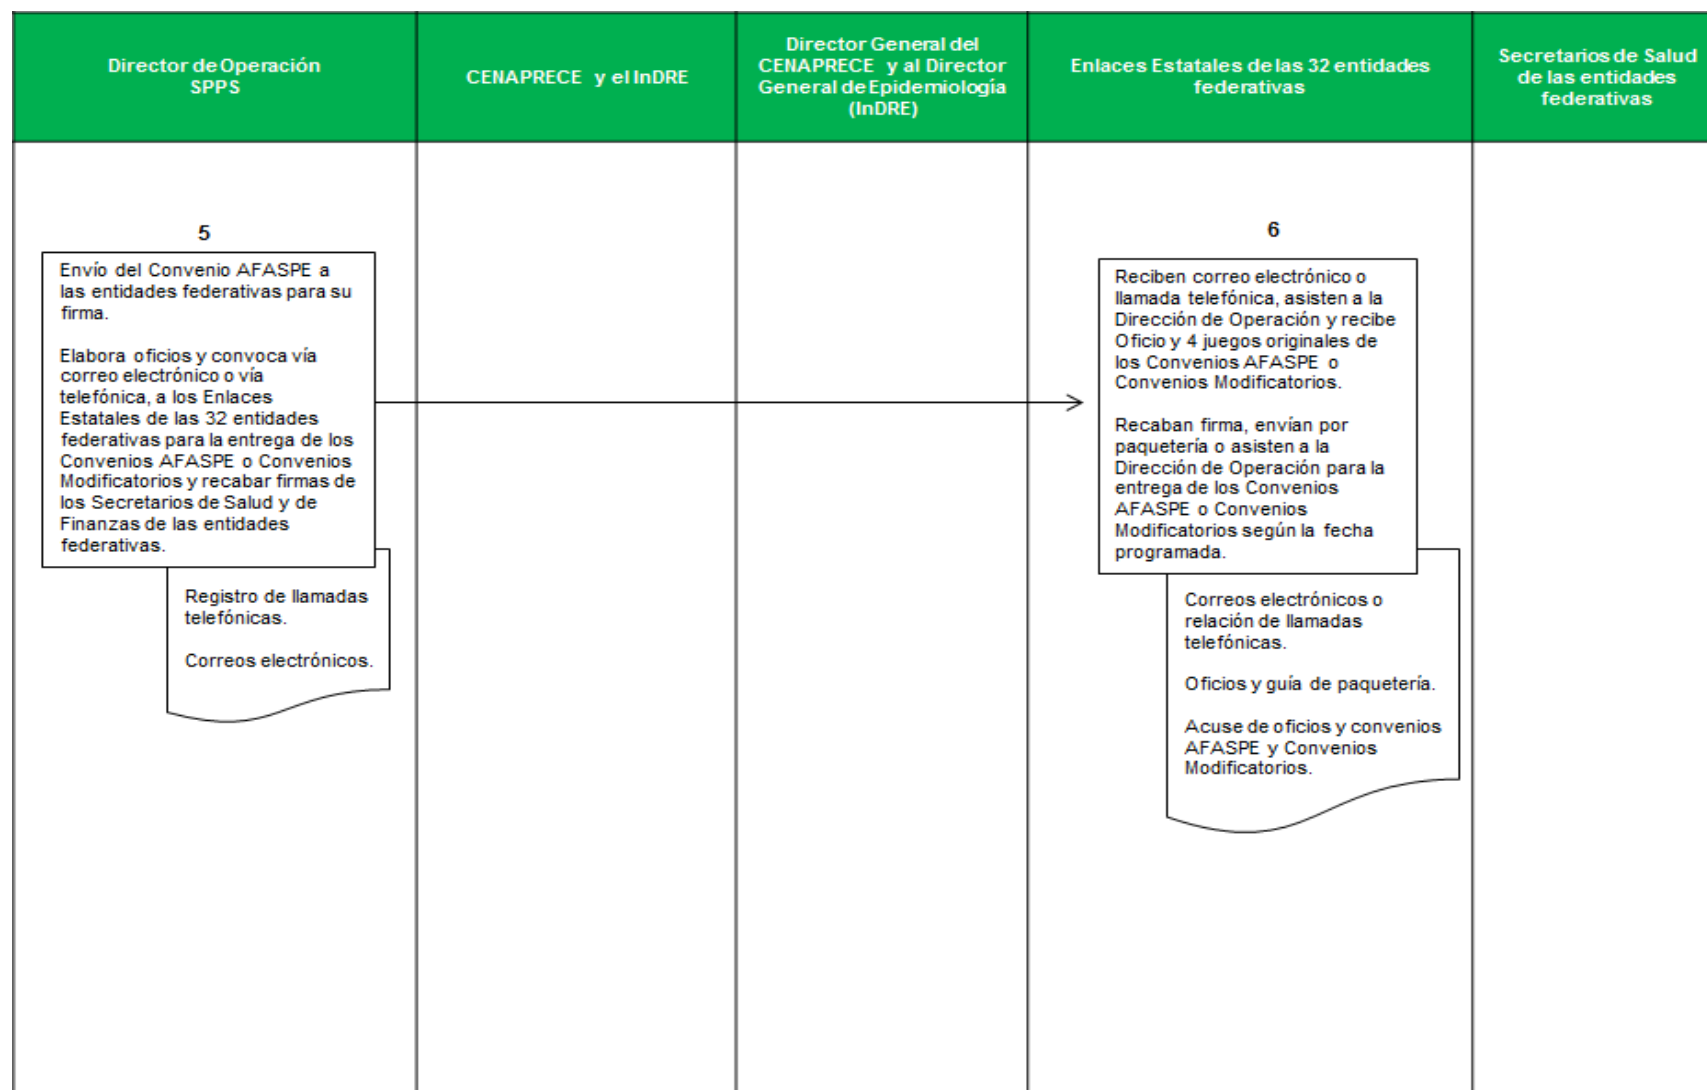 Director de Operación
SPPS
CENAPRECE y el InDRE
Director General del
CENAPRECE y al Director
General de Epidemiología
(InDRE)
Enlaces Estatales de las 32 entidades
federativas
Secretarios de Salud
de las entidades
federativas
5
Envío del Convenio AFASPE a
las entidades federativas para su
firma.
Elabora oficios y convoca vía
correo electrónico o vía
telefónica, a los Enlaces
Estatales de las 32 entidades
federativas para la entrega de los
Convenios AFASPE o Convenios
Modificatorios y recabar firmas de
los Secretarios de Salud y de
Finanzas de las entidades
federativas.
Registro de llamadas
telefónicas.
Correos electrónicos.
6
Reciben correo electrónico o
llamada telefónica, asisten a la
Dirección de Operación y recibe
Oficio y 4 juegos originales de
los Convenios AFASPE o
Convenios Modificatorios.
Recaban firma, envían por
paquetería o asisten a la
Dirección de Operación para la
entrega de los Convenios
AFASPE o Convenios
Modificatorios según la fecha
programada.
Correos electrónicos o
relación de llamadas
telefónicas.
Oficios y guía de paquetería.
Acuse de oficios y convenios
AFASPE y Convenios
Modificatorios.